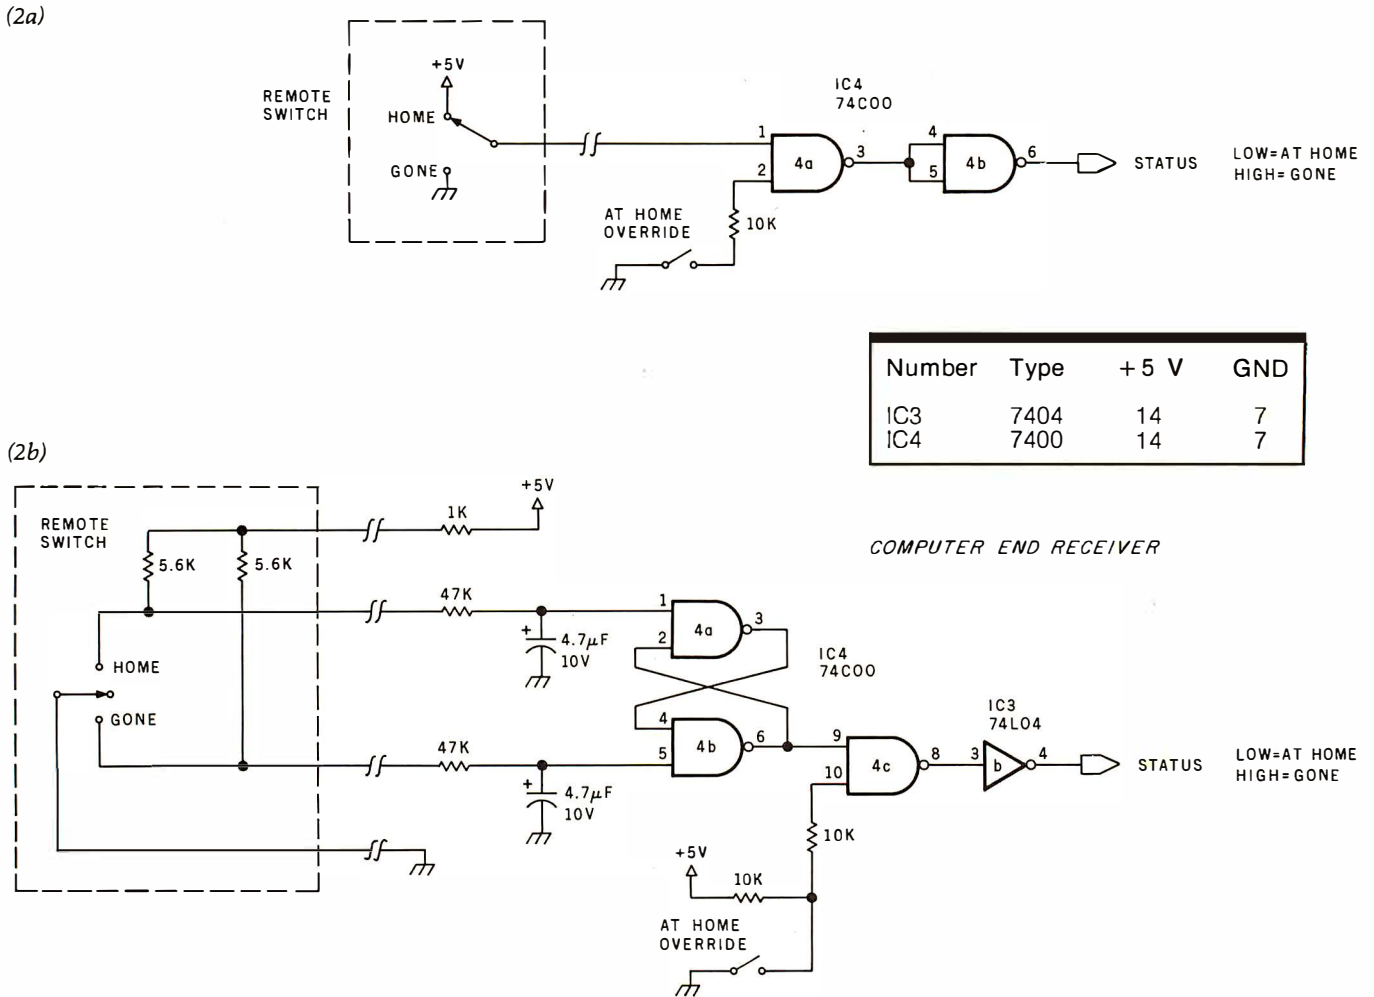 (2a)
REMOTE
SWITCH
+5V
HOME
GONE
AT HOME
OVERRIDE
10K
1
2
4a
3
IC4
74C00
4
5
4b
6
STATUS
LOW=AT HOME
HIGH=GONE
Number Type +5 V GND
IC3 7404 14 7
IC4 7400 14 7
(2b)
REMOTE
SWITCH
5.6K
5.6K
HOME
GONE
1K
+5V
47K
+
4.7µF
10V
47K
+
4.7µF
10V
COMPUTER END RECEIVER
1
2
4a
3
4
5
4b
6
IC4
74C00
9
10
4c
8
IC3
74L04
3
b
4
STATUS
LOW=AT HOME
HIGH=GONE
10K
+5V
10K
AT HOME
OVERRIDE